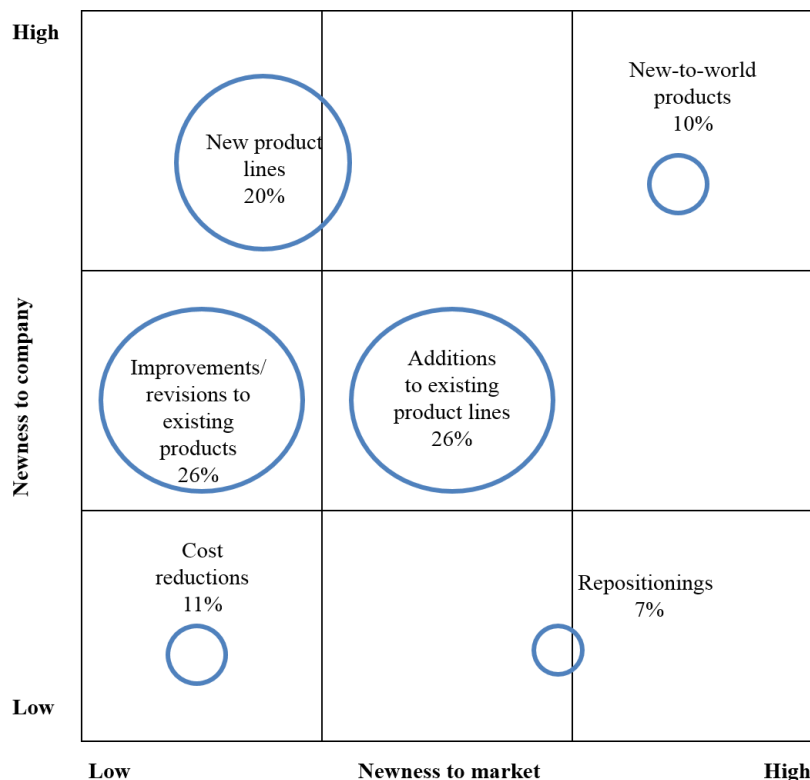 High
New-to-world
products
10%
New product
lines
20%
Newness to company
Improvements/
revisions to
existing
products
26%
Additions
to existing
product lines
26%
Cost
reductions
11%
Repositionings
7%
Low
Low
Newness to market
High